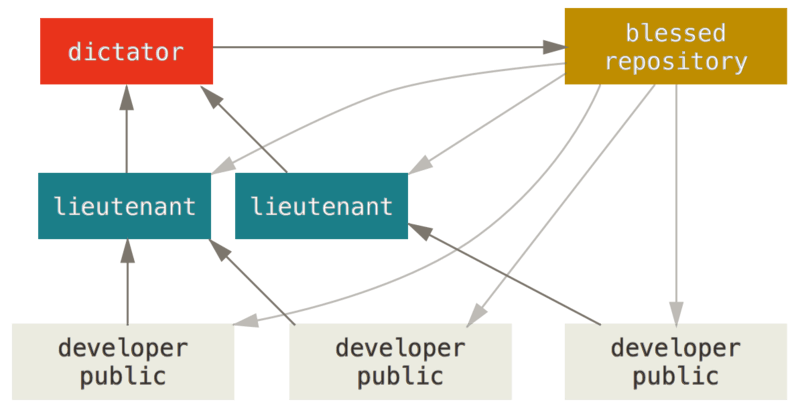 dictator
blessed
repository
lieutenant
lieutenant
developer
public
developer
public
developer
public